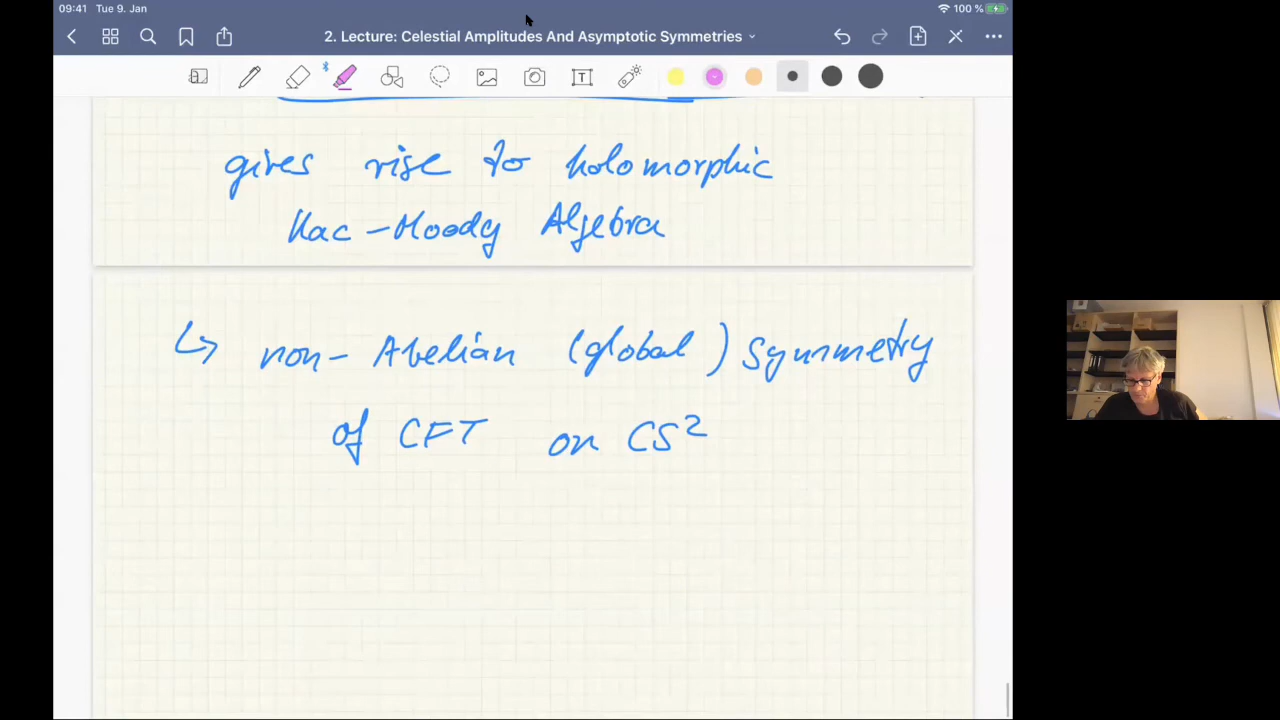 09:41 Tue 9. Jan
100 %
2. Lecture: Celestial Amplitudes And Asymptotic Symmetries
T
gives rise to holomorphic
Kac-Moody Algebra
↳ non-Abelian (global) symmetry
of CFT on CS²